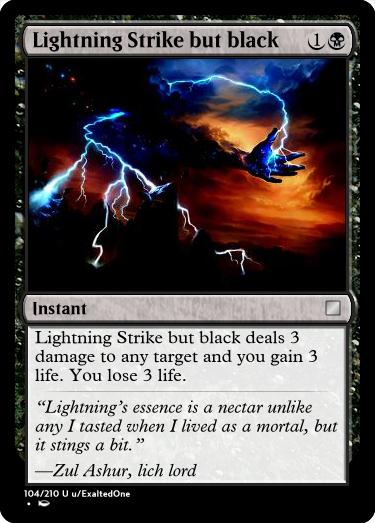 Lightning Strike but black 1
Instant
Lightning Strike but black deals 3
damage to any target and you gain 3
life. You lose 3 life.
“Lightning’s essence is a nectar unlike
any I tasted when I lived as a mortal, but
it stings a bit.”
—Zul Ashur, lich lord
104/210 U u/ExaltedOne